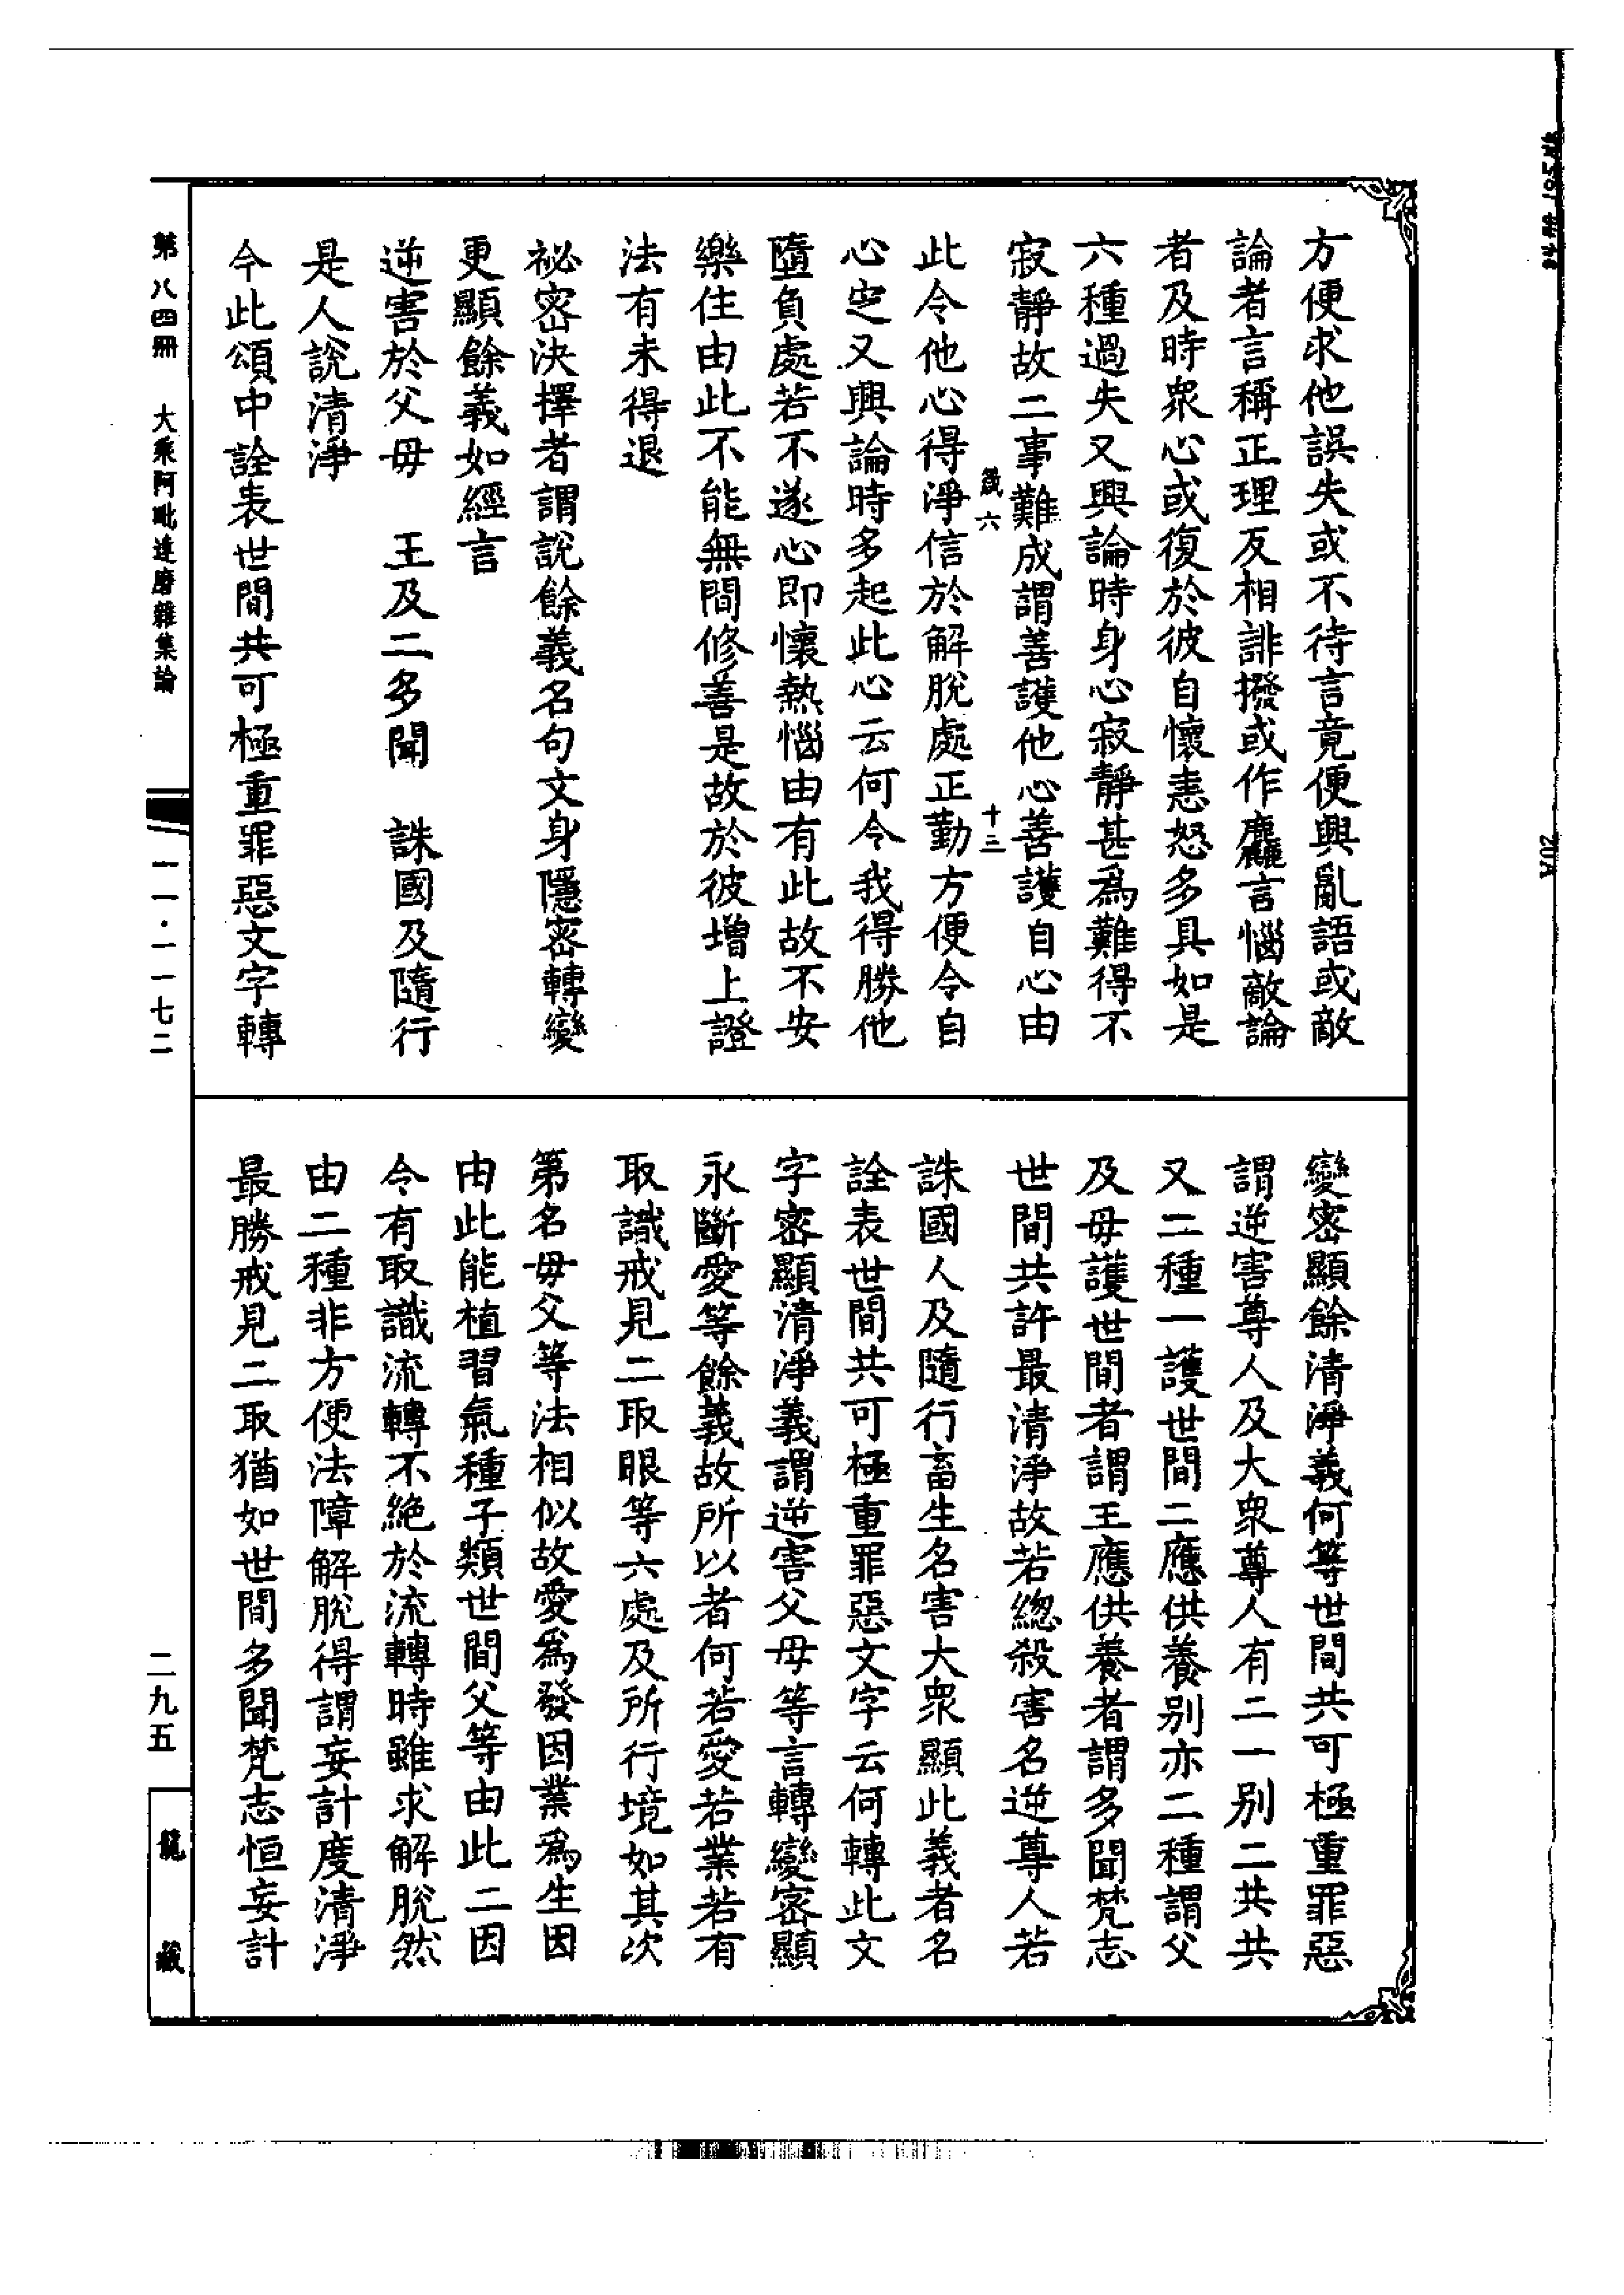 方便求他誤失或不待言竟便興亂語或敵
論者言稱正理反相誹撥或作麤言惱敵論
者及時衆心或復於彼自懷恚怒多具如是
六種過失又興論時身心寂靜甚爲難得不
寂靜故二事難成謂善護他心善護自心由
箴六
十三
此令他心得淨信於解脫處正勤方便令自
心定又興論時多起此心云何令我得勝他
墮負處若不遂心即懷熱惱由有此故不安
樂住由此不能無間修善是故於彼增上證
法有未得退
祕密決擇者謂說餘義名句文身隱密轉變
更顯餘義如經言
逆害於父母　王及二多聞　誅國及隨行
是人說清淨
今此頌中詮表世間共可極重罪惡文字轉
變密顯餘清淨義何等世間共可極重罪惡
謂逆害尊人及大衆尊人有二一別二共共
又二種一護世間二應供養別亦二種謂父
及母護世間者謂王應供養者謂多聞梵志
世間共許最清淨故若總殺害名逆尊人若
誅國人及隨行畜生名害大衆顯此義者名
詮表世間共可極重罪惡文字云何轉此文
字密顯清淨義謂逆害父母等言轉變密顯
永斷愛等餘義故所以者何若愛若業若有
取識戒見二取眼等六處及所行境如其次
第名母父等法相似故愛爲發因業爲生因
由此能植習氣種子類世間父等由此二因
令有取識流轉不絶於流轉時雖求解脫然
由二種非方便法障解脫得謂妄計度清淨
最勝戒見二取猶如世間多聞梵志恒妄計
第八四冊　大乘阿毗達磨雜集論
一一·一一七二
二九五
龍藏
20A